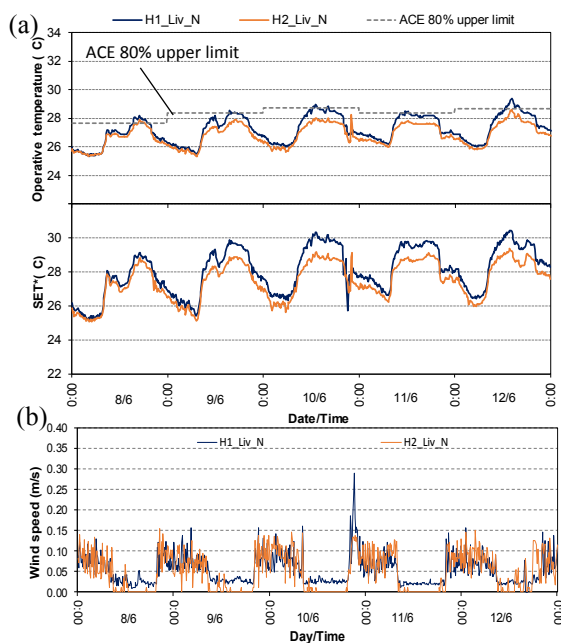 (a)
H1_Liv_N H2_Liv_N ACE 80% upper limit
34
ACE 80% upper limit
32
30
28
26
24
22
Operative temperature ( C)
30
28
26
24
22
SET*( C)
0:00 8/6 0:00 9/6 0:00 10/6 0:00 11/6 0:00 12/6 0:00
Date/Time
(b)
H1_Liv_N H2_Liv_N
0.40
0.35
0.30
0.25
0.20
0.15
0.10
0.05
0.00
Wind speed (m/s)
0:00 8/6 0:00 9/6 0:00 10/6 0:00 11/6 0:00 12/6 0:00
Day/Time